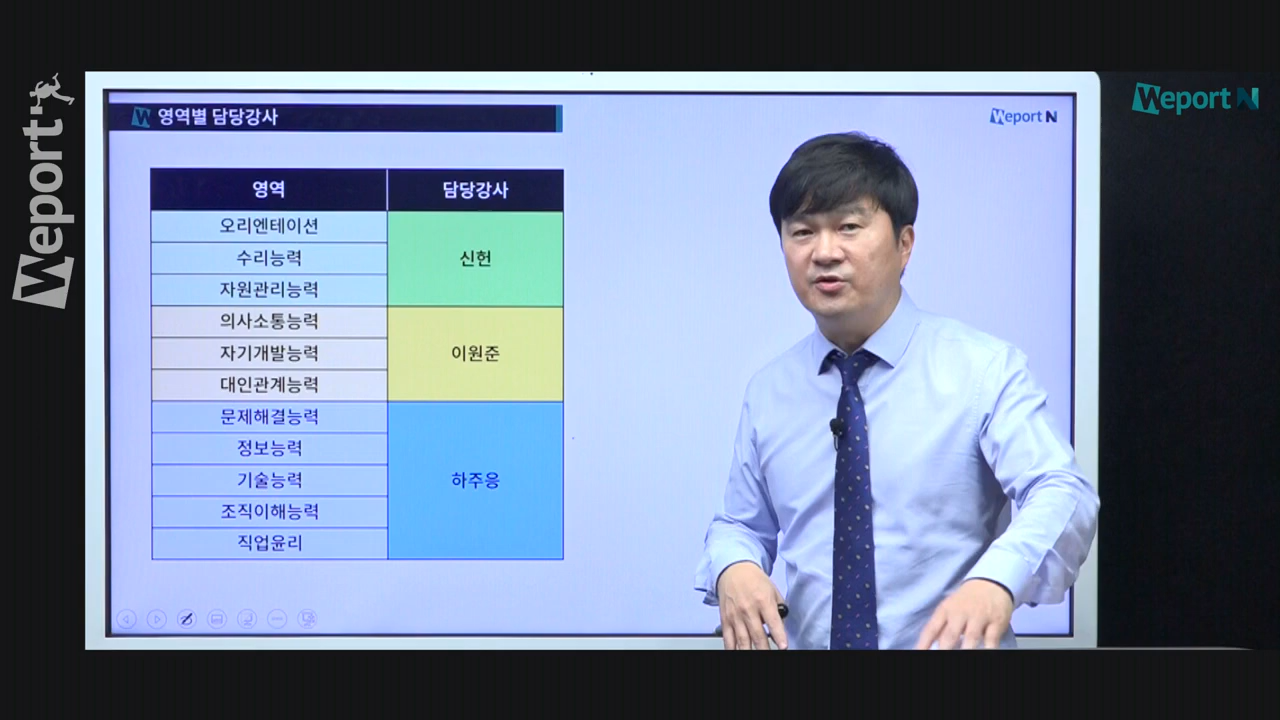 Weport
영역별 담당강사
Weport N
Weport N
영역 담당강사
오리엔테이션
수리능력 신헌
자원관리능력
의사소통능력
자기개발능력 이원준
대인관계능력
문제해결능력
정보능력
기술능력 하주응
조직이해능력
직업윤리